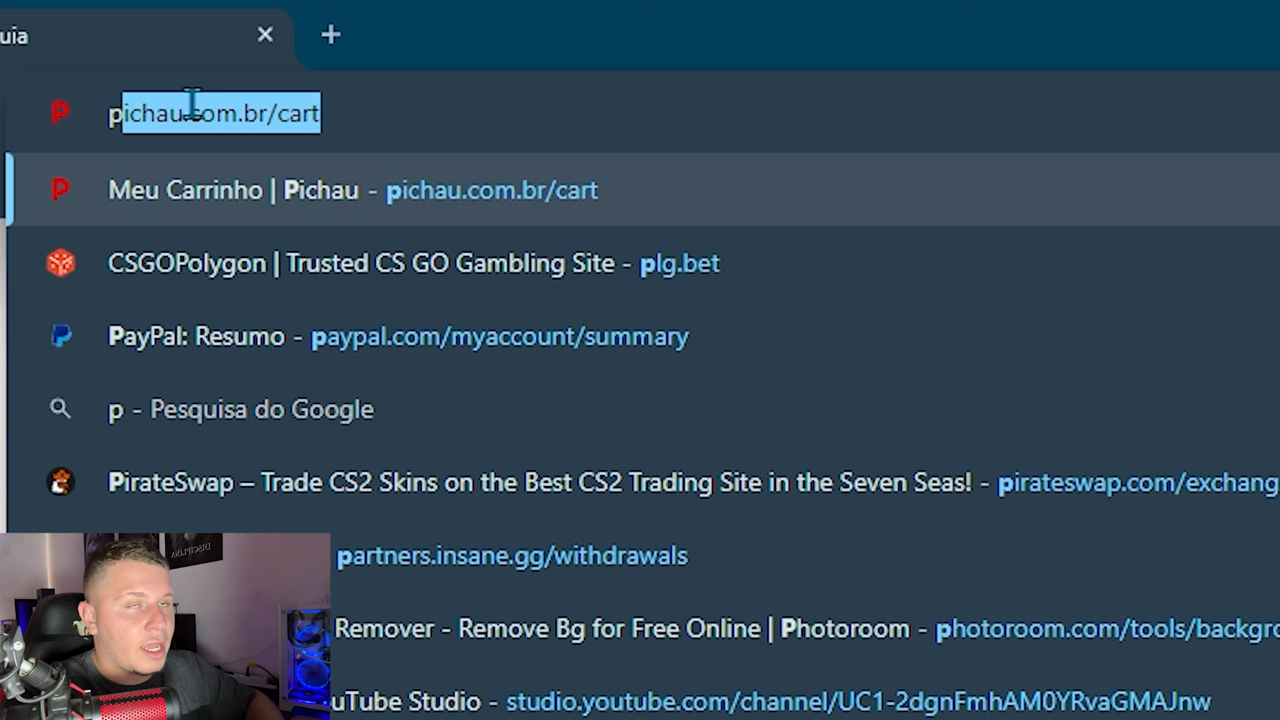 uia
pichau.com.br/cart
Meu Carrinho | Pichau - pichau.com.br/cart
CSGOPolygon | Trusted CS GO Gambling Site - plg.bet
PayPal: Resumo - paypal.com/myaccount/summary
p - Pesquisa do Google
PirateSwap – Trade CS2 Skins on the Best CS2 Trading Site in the Seven Seas! - pirateswap.com/exchang
partners.insane.gg/withdrawals
Remover - Remove Bg for Free Online | Photoroom - photoroom.com/tools/backgro
uTube Studio - studio.youtube.com/channel/UC1-2dgnFmhAM0YRvaGMAJnw
DISCIPLINA